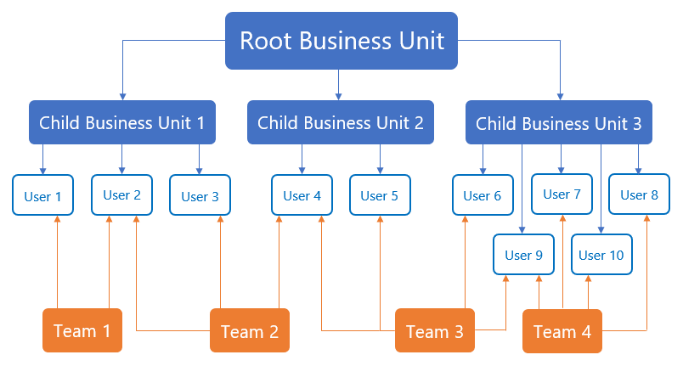 Root Business Unit
Child Business Unit 1
Child Business Unit 2
Child Business Unit 3
User 1
User 2
User 3
User 4
User 5
User 6
User 7
User 8
User 9
User 10
Team 1
Team 2
Team 3
Team 4